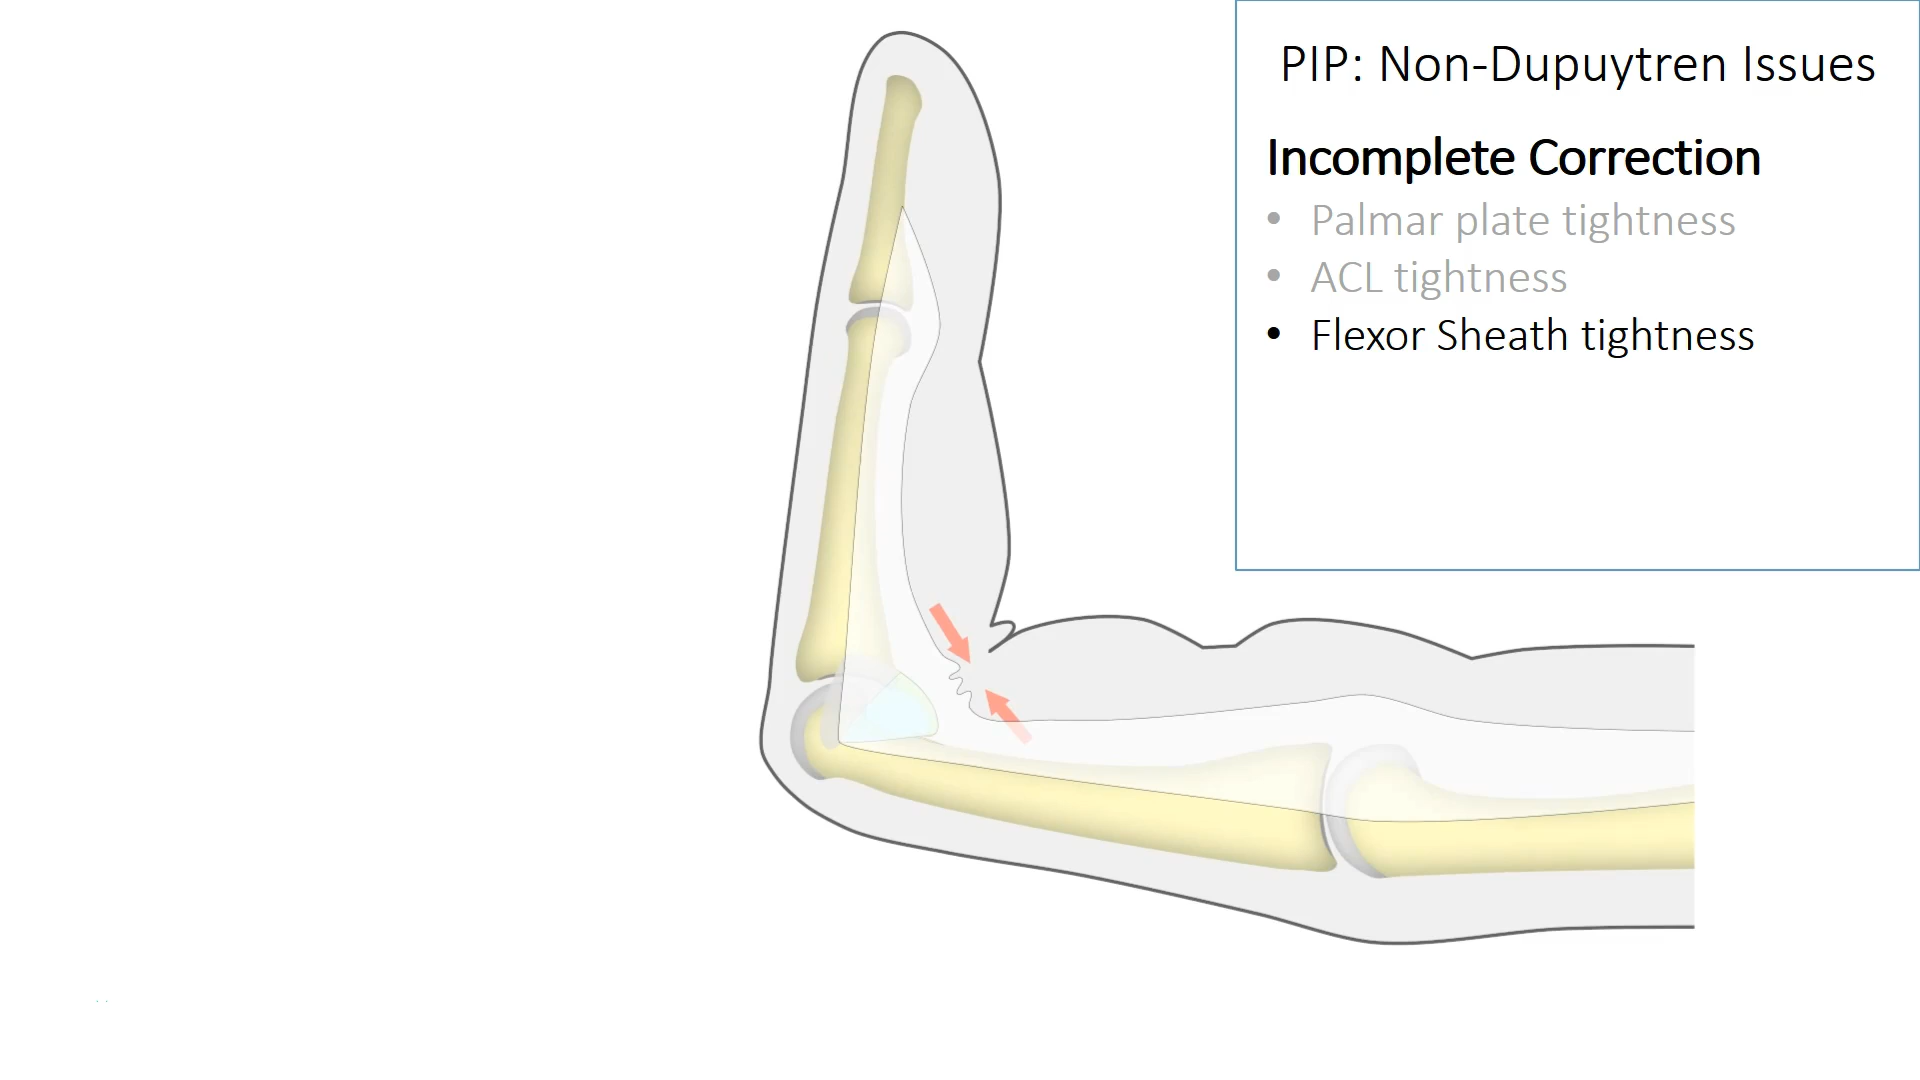 PIP: Non-Dupuytren Issues
Incomplete Correction
• Palmar plate tightness
• ACL tightness
• Flexor Sheath tightness